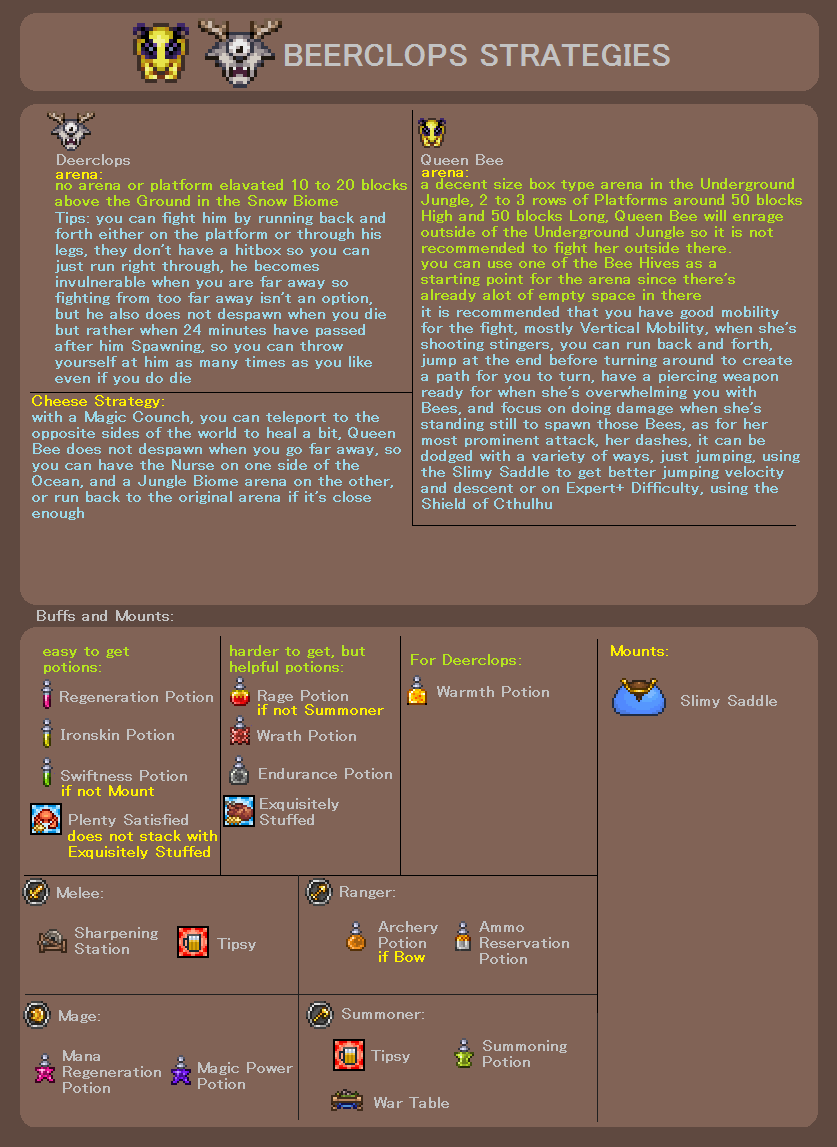 BEERCLOPS STRATEGIES
Deerclops
arena:
no arena or platform elavated 10 to 20 blocks
above the Ground in the Snow Biome
Tips: you can fight him by running back and
forth either on the platform or through his
legs, they don't have a hitbox so you can
just run right through, he becomes
invulnerable when you are far away so
fighting from too far away isn't an option,
but he also does not despawn when you die
but rather when 24 minutes have passed
after him Spawning, so you can throw
yourself at him as many times as you like
even if you do die
Cheese Strategy:
with a Magic Counch, you can teleport to the
opposite sides of the world to heal a bit, Queen
Bee does not despawn when you go far away, so
you can have the Nurse on one side of the
Ocean, and a Jungle Biome arena on the other,
or run back to the original arena if it's close
enough
Queen Bee
arena:
a decent size box type arena in the Underground
Jungle, 2 to 3 rows of Platforms around 50 blocks
High and 50 blocks Long, Queen Bee will enrage
outside of the Underground Jungle so it is not
recommended to fight her outside there.
you can use one of the Bee Hives as a
starting point for the arena since there's
already alot of empty space in there
it is recommended that you have good mobility
for the fight, mostly Vertical Mobility, when she's
shooting stingers, you can run back and forth,
jump at the end before turning around to create
a path for you to turn, have a piercing weapon
ready for when she's overwhelming you with
Bees, and focus on doing damage when she's
standing still to spawn those Bees, as for her
most prominent attack, her dashes, it can be
dodged with a variety of ways, just jumping, using
the Slimy Saddle to get better jumping velocity
and descent or on Expert+ Difficulty, using the
Shield of Cthulhu
Buffs and Mounts:
easy to get
potions:
Regeneration Potion
Ironskin Potion
Swiftness Potion
if not Mount
Plenty Satisfied
does not stack with
Exquisitely Stuffed
harder to get, but
helpful potions:
Rage Potion
if not Summoner
Wrath Potion
Endurance Potion
Exquisitely
Stuffed
For Deerclops:
Warmth Potion
Mounts:
Slimy Saddle
Melee:
Sharpening
Station
Tipsy
Ranger:
Archery
Potion
if Bow
Ammo
Reservation
Potion
Mage:
Mana
Regeneration
Potion
Magic Power
Potion
Summoner:
Tipsy
Summoning
Potion
War Table